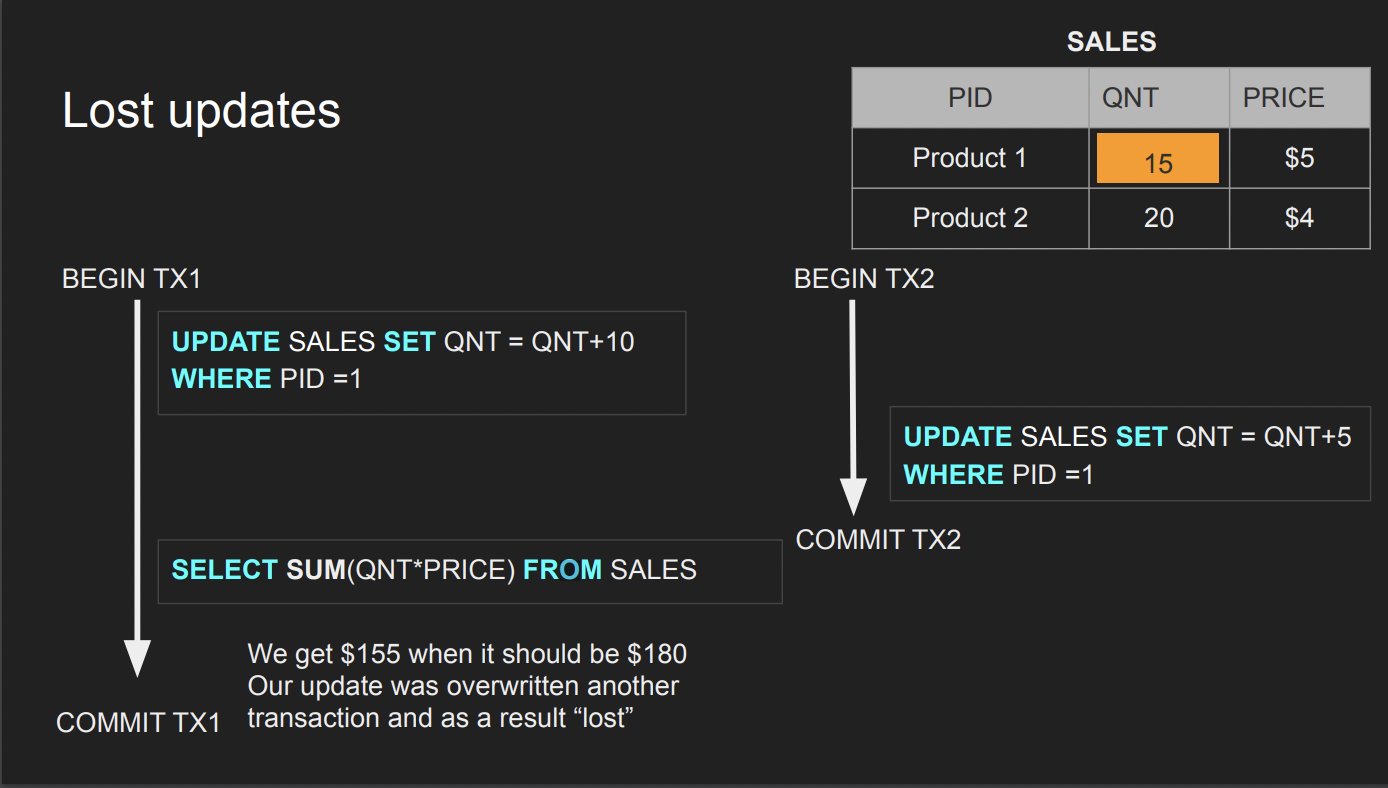 Lost updates
SALES
PID QNT PRICE
Product 1 15 $5
Product 2 20 $4
BEGIN TX1
UPDATE SALES SET QNT = QNT+10
WHERE PID =1
SELECT SUM(QNT*PRICE) FROM SALES
We get $155 when it should be $180
Our update was overwritten another
transaction and as a result “lost”
COMMIT TX1
BEGIN TX2
UPDATE SALES SET QNT = QNT+5
WHERE PID =1
COMMIT TX2